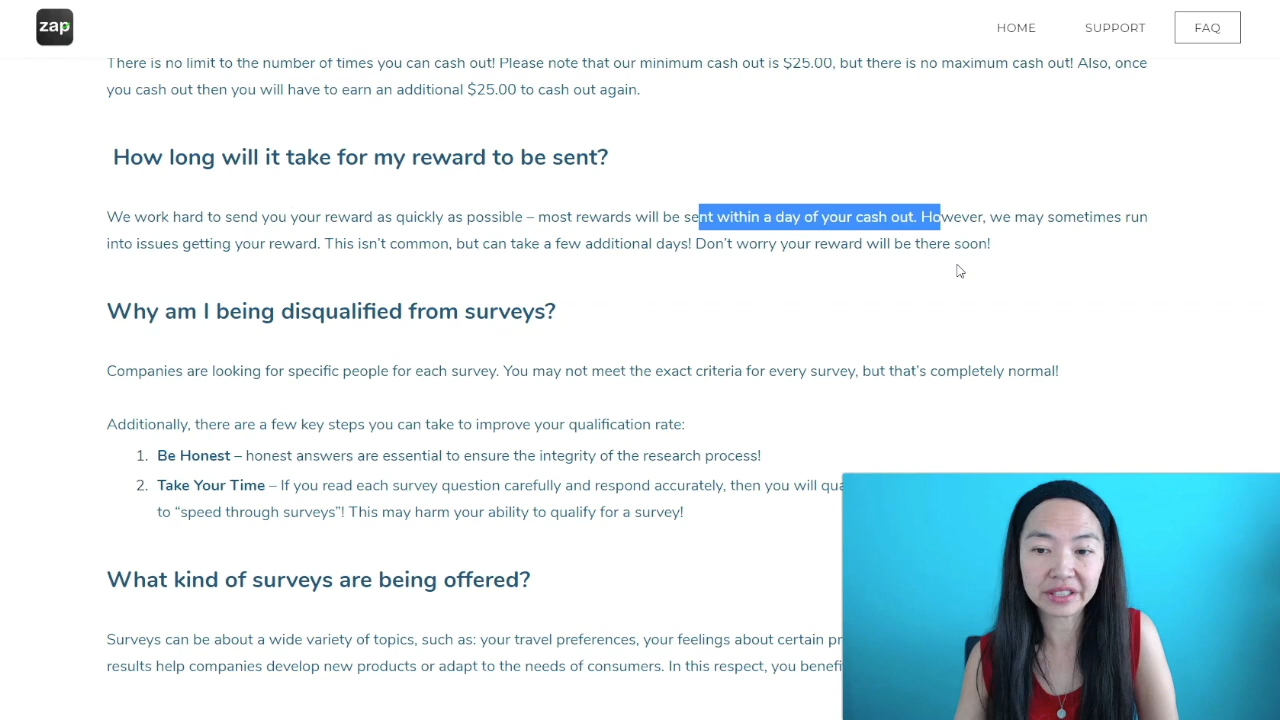 zap
HOME
SUPPORT
FAQ
There is no limit to the number of times you can cash out! Please note that our minimum cash out is $25.00, but there is no maximum cash out! Also, once
you cash out then you will have to earn an additional $25.00 to cash out again.
How long will it take for my reward to be sent?
We work hard to send you your reward as quickly as possible – most rewards will be sent within a day of your cash out. However, we may sometimes run
into issues getting your reward. This isn't common, but can take a few additional days! Don't worry your reward will be there soon!
Why am I being disqualified from surveys?
Companies are looking for specific people for each survey. You may not meet the exact criteria for every survey, but that's completely normal!
Additionally, there are a few key steps you can take to improve your qualification rate:
1. Be Honest – honest answers are essential to ensure the integrity of the research process!
2. Take Your Time – If you read each survey question carefully and respond accurately, then you will
to “speed through surveys”! This may harm your ability to qualify for a survey!
What kind of surveys are being offered?
Surveys can be about a wide variety of topics, such as: your travel preferences, your feelings about certain
results help companies develop new products or adapt to the needs of consumers. In this respect, you